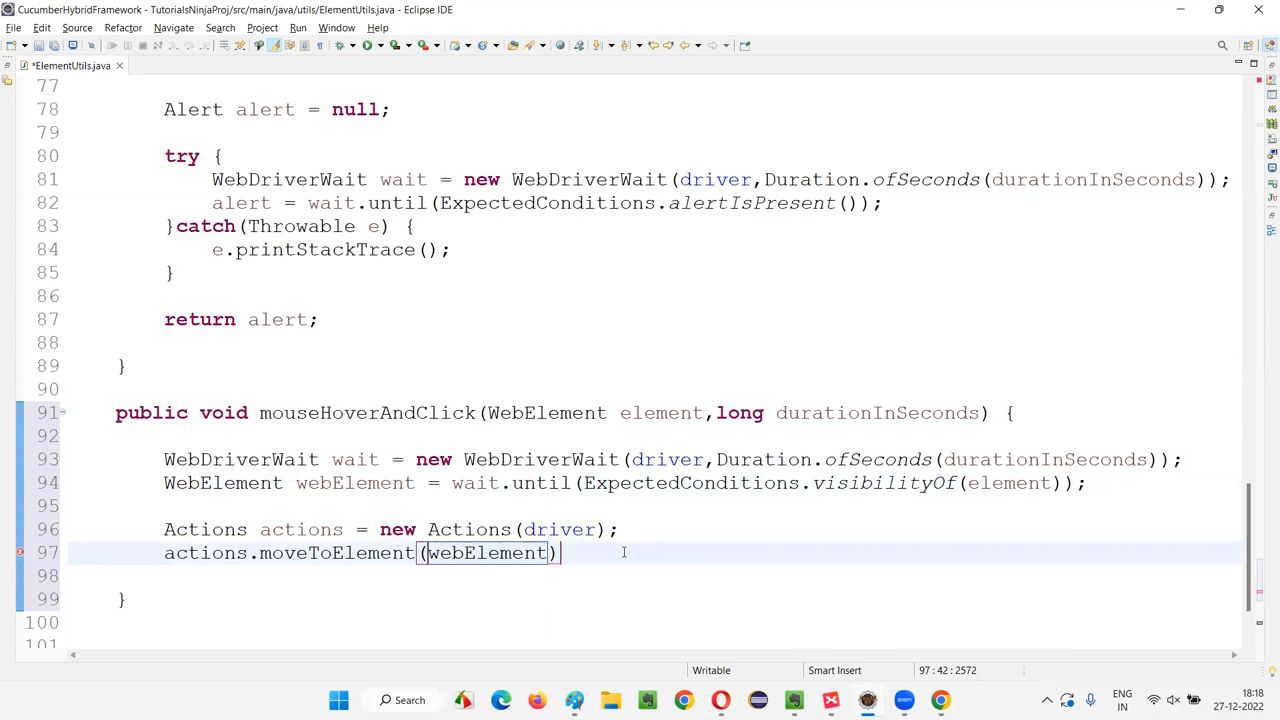 CucumberHybridFramework - TutorialsNinjaProj/src/main/java/utils/ElementUtils.java - Eclipse IDE
File Edit Source Refactor Navigate Search Project Run Window Help
*ElementUtils.java
77
78 Alert alert = null;
79
80 try {
81 WebDriverWait wait = new WebDriverWait(driver,Duration.ofSeconds(durationInSeconds));
82 alert = wait.until(ExpectedConditions.alertIsPresent());
83 }catch(Throwable e) {
84 e.printStackTrace();
85 }
86
87 return alert;
88
89 }
90
91 public void mouseHoverAndClick(WebElement element,long durationInSeconds) {
92
93 WebDriverWait wait = new WebDriverWait(driver,Duration.ofSeconds(durationInSeconds));
94 WebElement webElement = wait.until(ExpectedConditions.visibilityOf(element));
95
96 Actions actions = new Actions(driver);
97 actions.moveToElement(webElement)
98
99 }
100
101
Writable Smart Insert 97 : 42 : 2572
Search ENG IN 18:18 27-12-2022